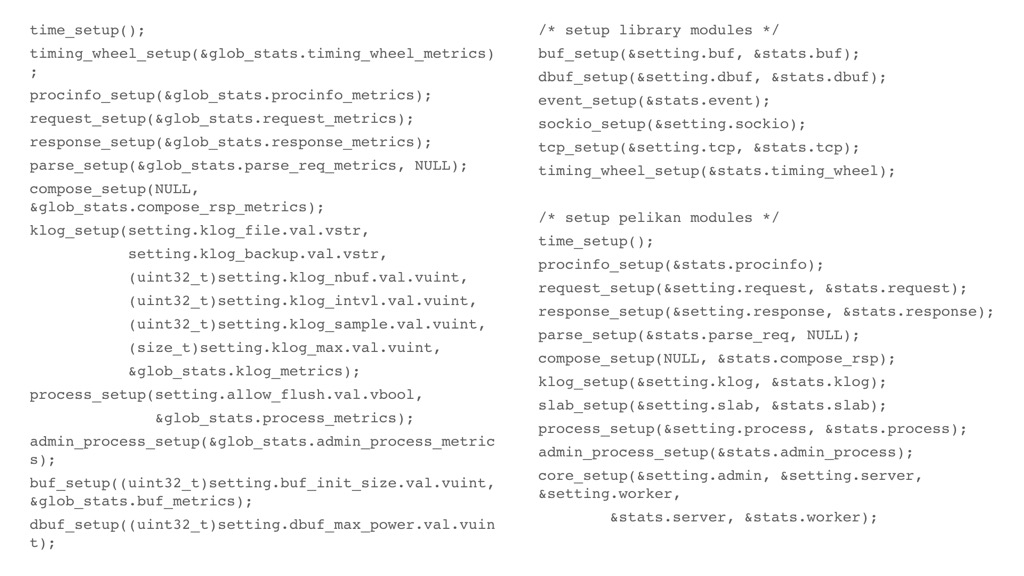 time_setup();
timing_wheel_setup(&glob_stats.timing_wheel_metrics)
;
procinfo_setup(&glob_stats.procinfo_metrics);
request_setup(&glob_stats.request_metrics);
response_setup(&glob_stats.response_metrics);
parse_setup(&glob_stats.parse_req_metrics, NULL);
compose_setup(NULL,
&glob_stats.compose_rsp_metrics);
klog_setup(setting.klog_file.val.vstr,
setting.klog_backup.val.vstr,
(uint32_t)setting.klog_nbuf.val.vuint,
(uint32_t)setting.klog_intvl.val.vuint,
(uint32_t)setting.klog_sample.val.vuint,
(size_t)setting.klog_max.val.vuint,
&glob_stats.klog_metrics);
process_setup(setting.allow_flush.val.vbool,
&glob_stats.process_metrics);
admin_process_setup(&glob_stats.admin_process_metric
s);
buf_setup((uint32_t)setting.buf_init_size.val.vuint,
&glob_stats.buf_metrics);
dbuf_setup((uint32_t)setting.dbuf_max_power.val.vuin
t);
/* setup library modules */
buf_setup(&setting.buf, &stats.buf);
dbuf_setup(&setting.dbuf, &stats.dbuf);
event_setup(&stats.event);
sockio_setup(&setting.sockio);
tcp_setup(&setting.tcp, &stats.tcp);
timing_wheel_setup(&stats.timing_wheel);
/* setup pelikan modules */
time_setup();
procinfo_setup(&stats.procinfo);
request_setup(&setting.request, &stats.request);
response_setup(&setting.response, &stats.response);
parse_setup(&stats.parse_req, NULL);
compose_setup(NULL, &stats.compose_rsp);
klog_setup(&setting.klog, &stats.klog);
slab_setup(&setting.slab, &stats.slab);
process_setup(&setting.process, &stats.process);
admin_process_setup(&stats.admin_process);
core_setup(&setting.admin, &setting.server,
&setting.worker,
&stats.server, &stats.worker);